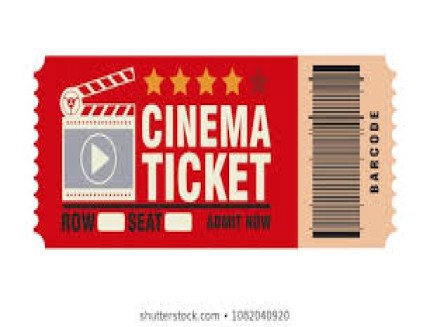 CINEMA
TICKET
ROW SEAT ADMIT NOW
BARCODE
shutterstock.com • 1082040920